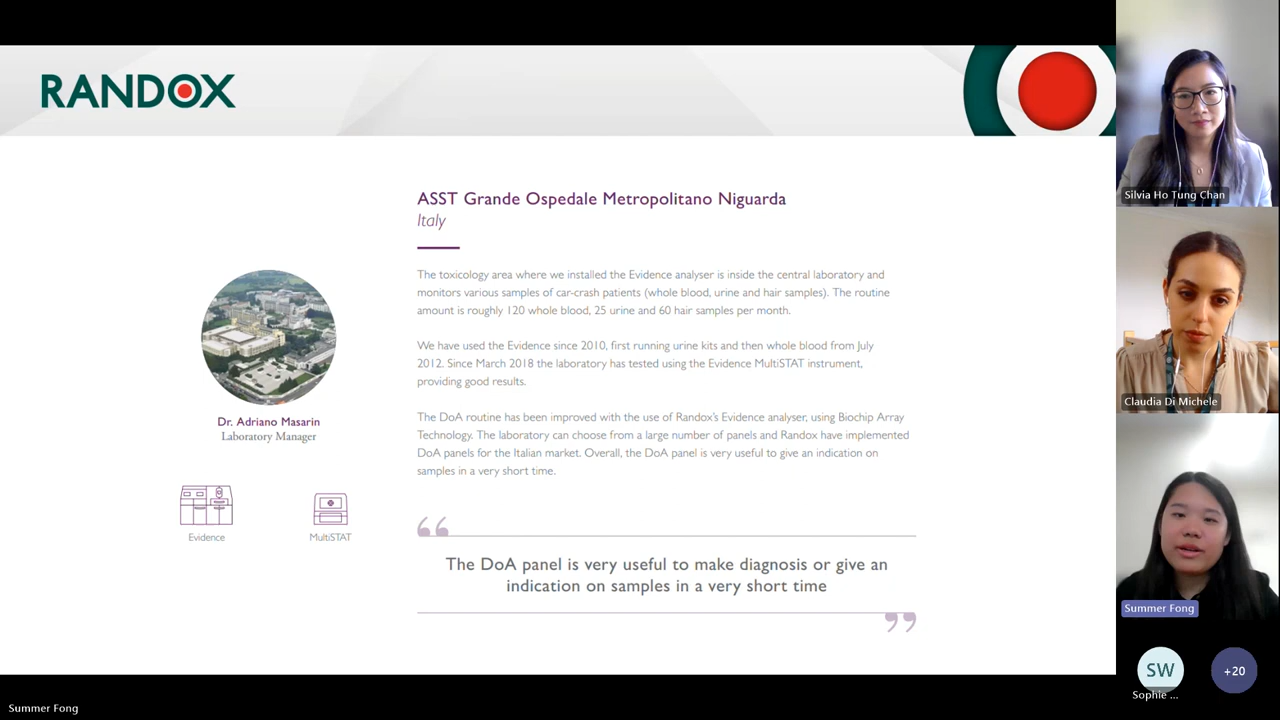 RANDOX
ASST Grande Ospedale Metropolitano Niguarda
Italy
The toxicology area where we installed the Evidence analyser is inside the central laboratory and
monitors various samples of car-crash patients (whole blood, urine and hair samples). The routine
amount is roughly 120 whole blood, 25 urine and 60 hair samples per month.
We have used the Evidence since 2010, first running urine kits and then whole blood from July
2012. Since March 2018 the laboratory has tested using the Evidence MultiSTAT instrument,
providing good results.
The DoA routine has been improved with the use of Randox's Evidence analyser, using Biochip Array
Technology. The laboratory can choose from a large number of panels and Randox have implemented
DoA panels for the Italian market. Overall, the DoA panel is very useful to give an indication on
samples in a very short time.
Dr. Adriano Masarin
Laboratory Manager
Evidence
MultiSTAT
“
The DoA panel is very useful to make diagnosis or give an
indication on samples in a very short time
”
Silvia Ho Tung Chan
Claudia Di Michele
Summer Fong
SW
Sophie ...
+20
Summer Fong